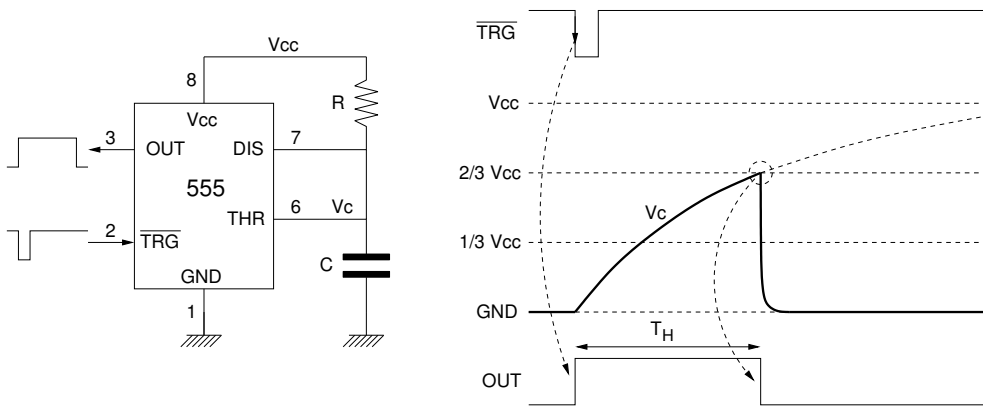 Vcc
8
R
Vcc
3
OUT
DIS
7
555
THR
6
Vc
2
TRG
C
GND
1
TRG
Vcc
2/3 Vcc
Vc
1/3 Vcc
GND
TH
OUT